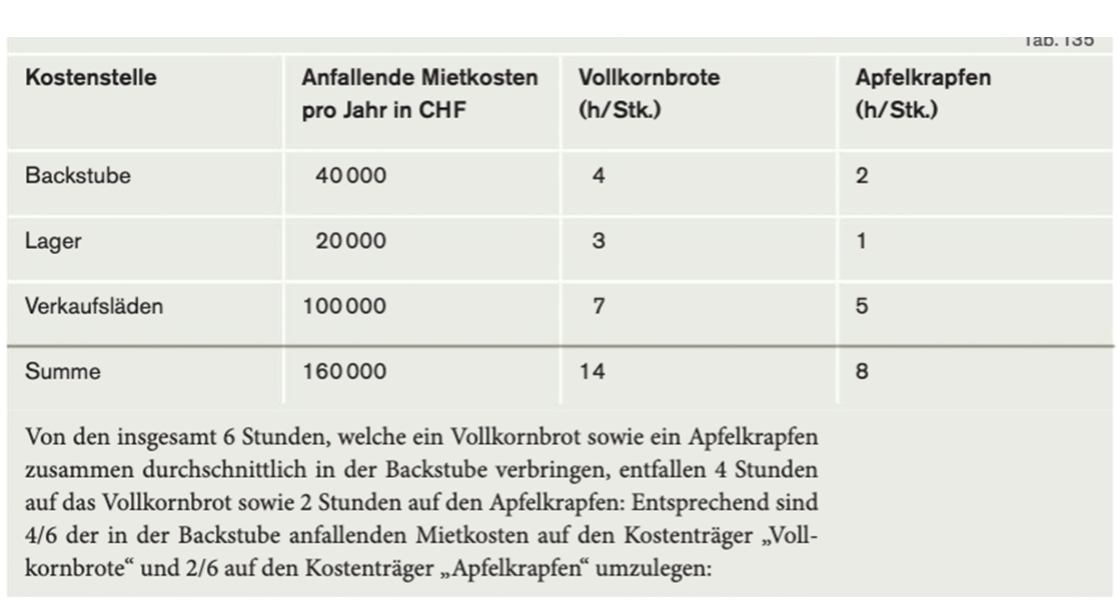 Tab. 135
Kostenstelle Anfallende Mietkosten pro Jahr in CHF Vollkornbrote (h/Stk.) Apfelkrapfen (h/Stk.)
Backstube 40 000 4 2
Lager 20 000 3 1
Verkaufsläden 100 000 7 5
Summe 160 000 14 8
Von den insgesamt 6 Stunden, welche ein Vollkornbrot sowie ein Apfelkrapfen
zusammen durchschnittlich in der Backstube verbringen, entfallen 4 Stunden
auf das Vollkornbrot sowie 2 Stunden auf den Apfelkrapfen: Entsprechend sind
4/6 der in der Backstube anfallenden Mietkosten auf den Kostenträger „Voll-
kornbrote“ und 2/6 auf den Kostenträger „Apfelkrapfen“ umzulegen: